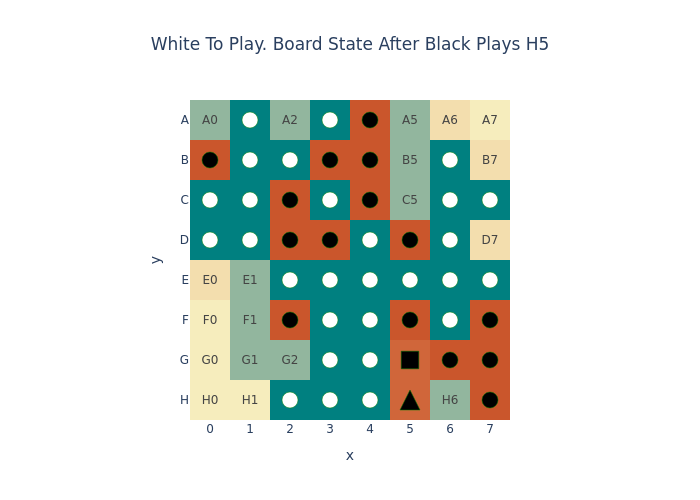 White To Play. Board State After Black Plays H5
A A0 A2 A5 A6 A7
B B5 B7
C C5
D D7
E E0 E1
F F0 F1
G G0 G1 G2
H H0 H1 H6
0 1 2 3 4 5 6 7
x
y